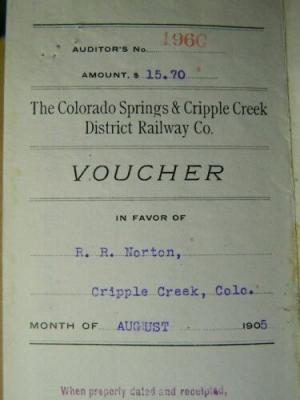 AUDITOR'S No. 1960
AMOUNT, $ 15.70
The Colorado Springs & Cripple Creek
District Railway Co.
VOUCHER
IN FAVOR OF
R. R. Norton,
Cripple Creek, Colo.
MONTH OF AUGUST 1905
When properly dated and receipted,